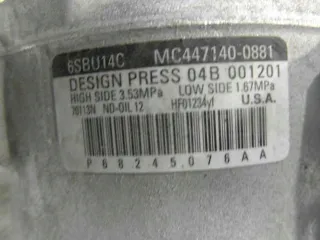 6SBU14C MC447140-0881
DESIGN PRESS 04B 001201
HIGH SIDE 3.53MPa LOW SIDE 1.67MPa
ND-OIL 12 HFO1234yf U.S.A.
P68245076AA